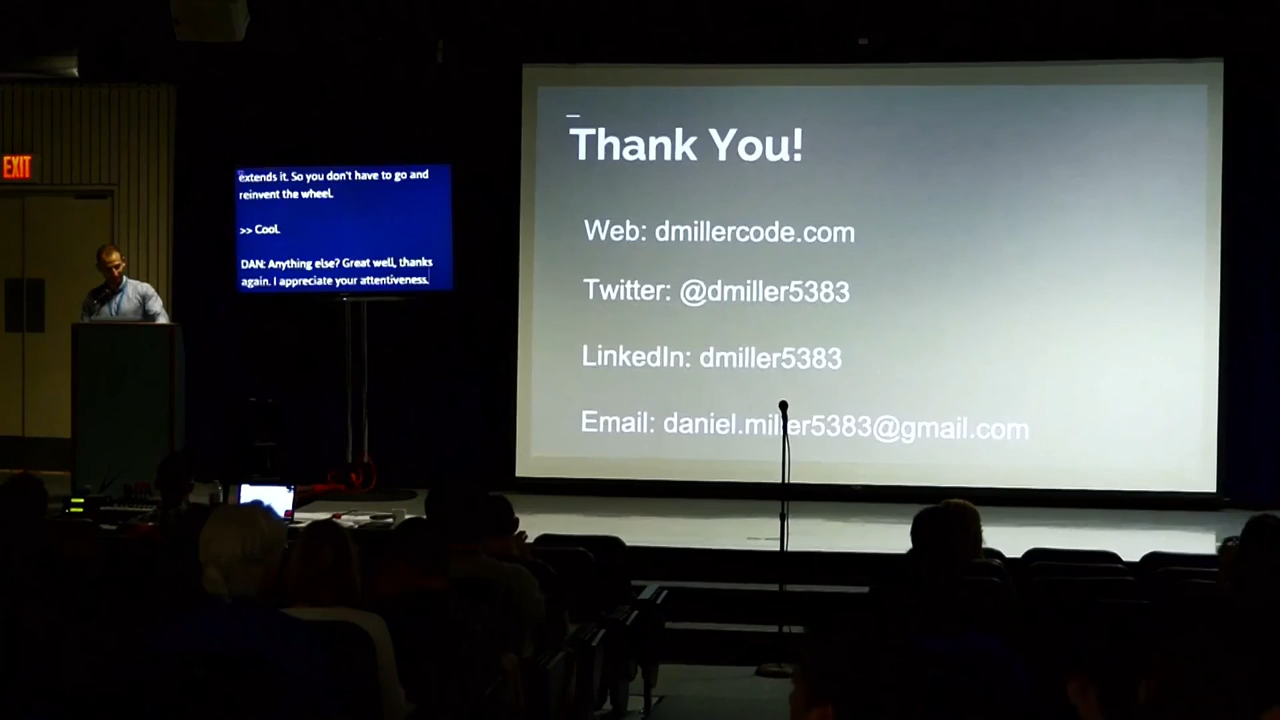 EXIT
extends it. So you don't have to go and
reinvent the wheel.
>> Cool.
DAN: Anything else? Great well, thanks
again. I appreciate your attentiveness.
Thank You!
Web: dmillercode.com
Twitter: @dmiller5383
LinkedIn: dmiller5383
Email: daniel.miller5383@gmail.com